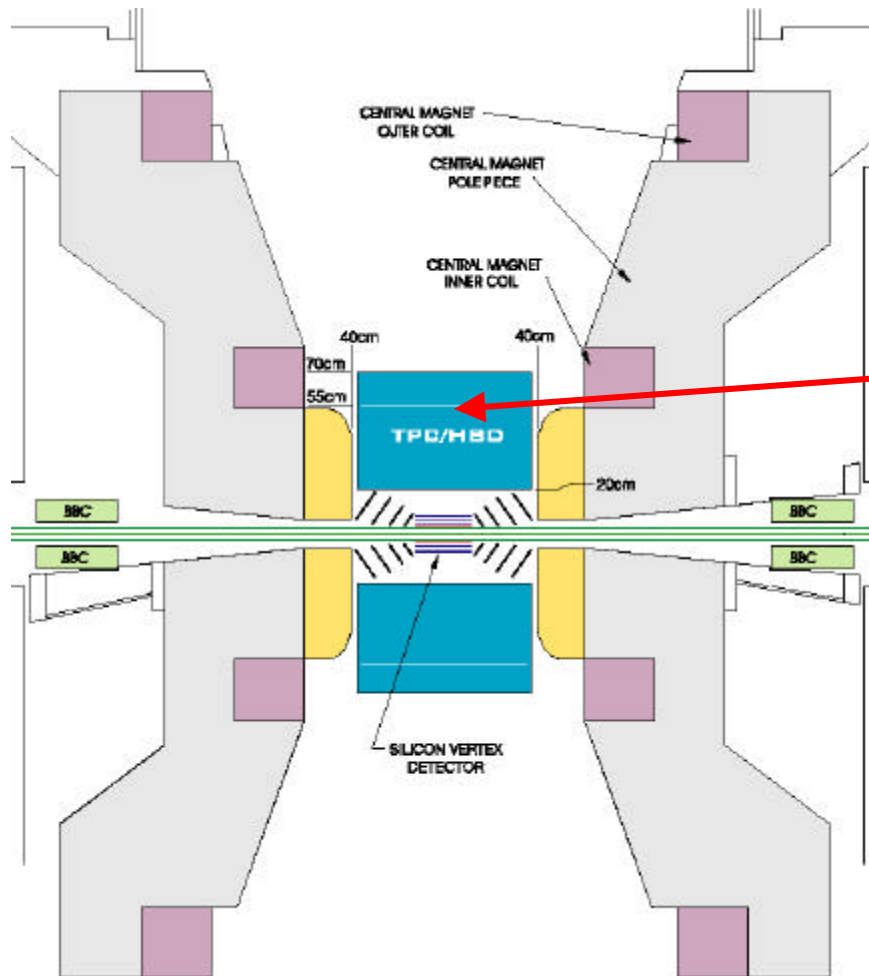 CENTRAL MAGNET
OUTER COIL
CENTRAL MAGNET
POLE PIECE
CENTRAL MAGNET
INNER COIL
40cm
40cm
70cm
55cm
TPC/HBD
20cm
BBC
BBC
BBC
BBC
SILICON VERTEX
DETECTOR